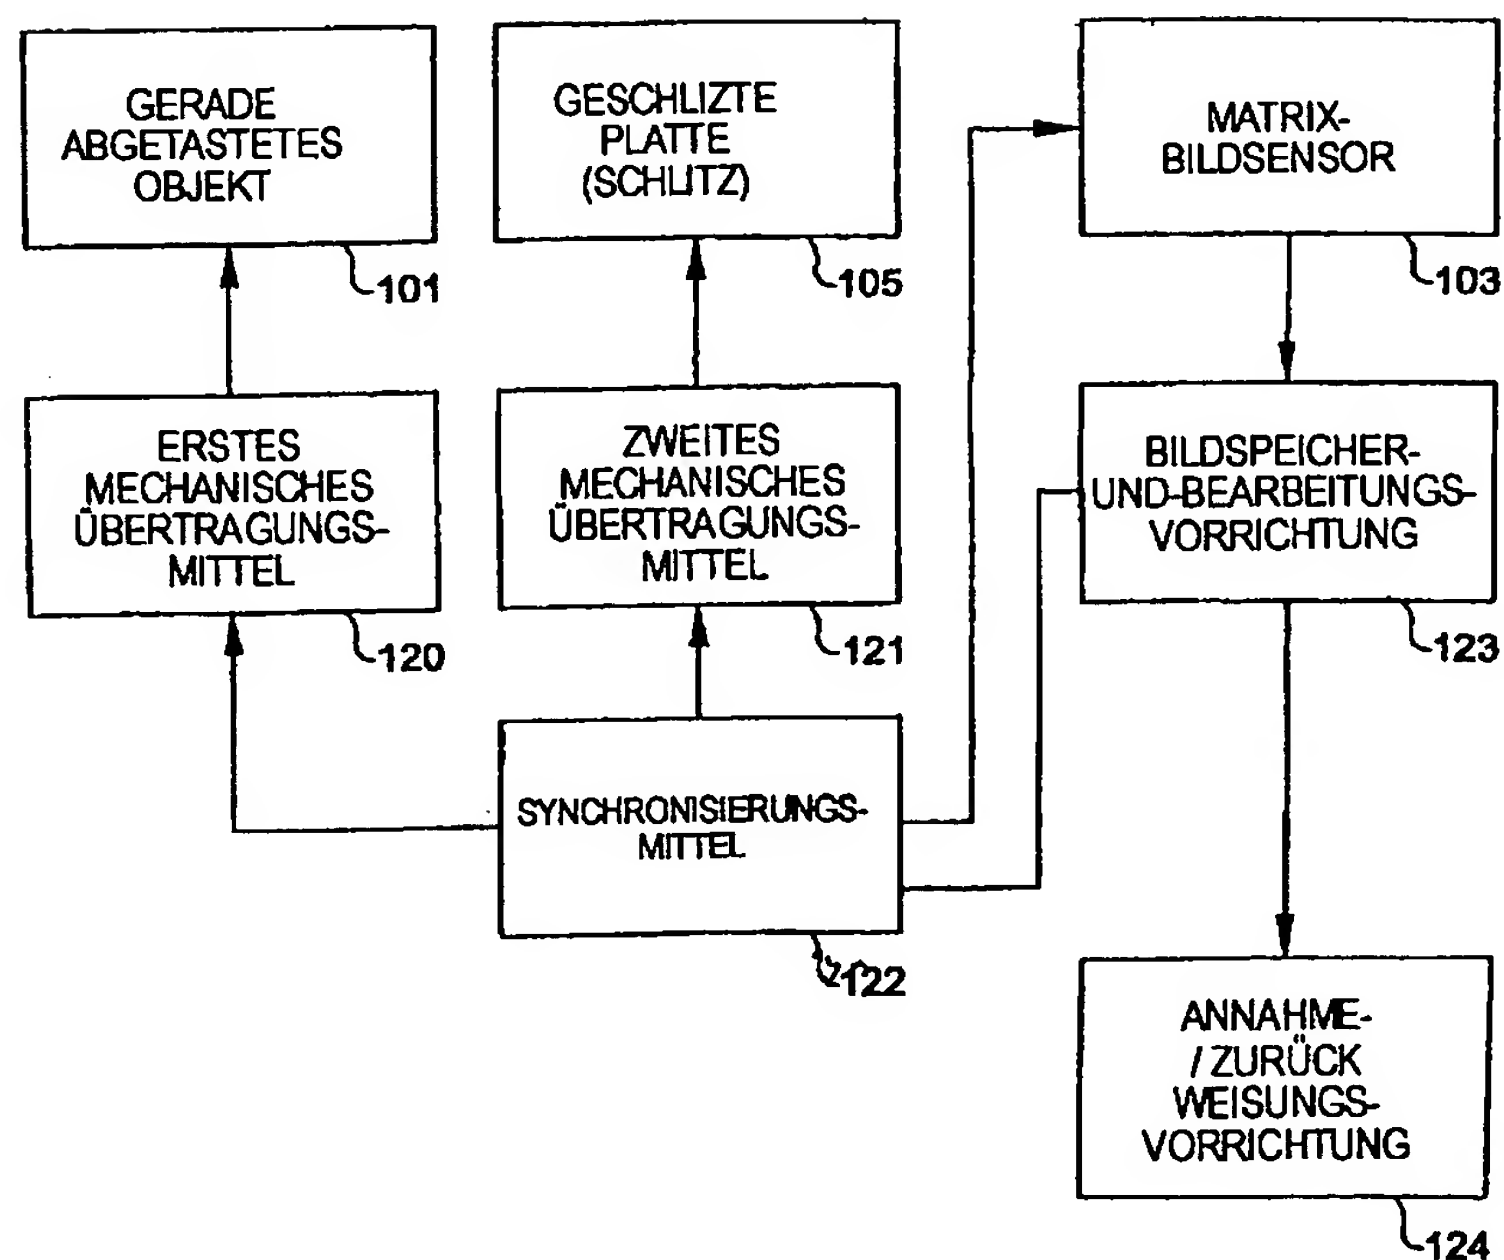 GERADE
ABGETASTETES
OBJEKT
101
GESCHLIZTE
PLATTE
(SCHLITZ)
105
MATRIX-
BILDSENSOR
103
ERSTES
MECHANISCHES
ÜBERTRAGUNGS-
MITTEL
120
ZWEITES
MECHANISCHES
ÜBERTRAGUNGS-
MITTEL
121
BILDSPEICHER-
UND-BEARBEITUNGS-
VORRICHTUNG
123
SYNCHRONISIERUNGS-
MITTEL
122
ANNAHME-
/ ZURÜCK
WEISUNGS-
VORRICHTUNG
124